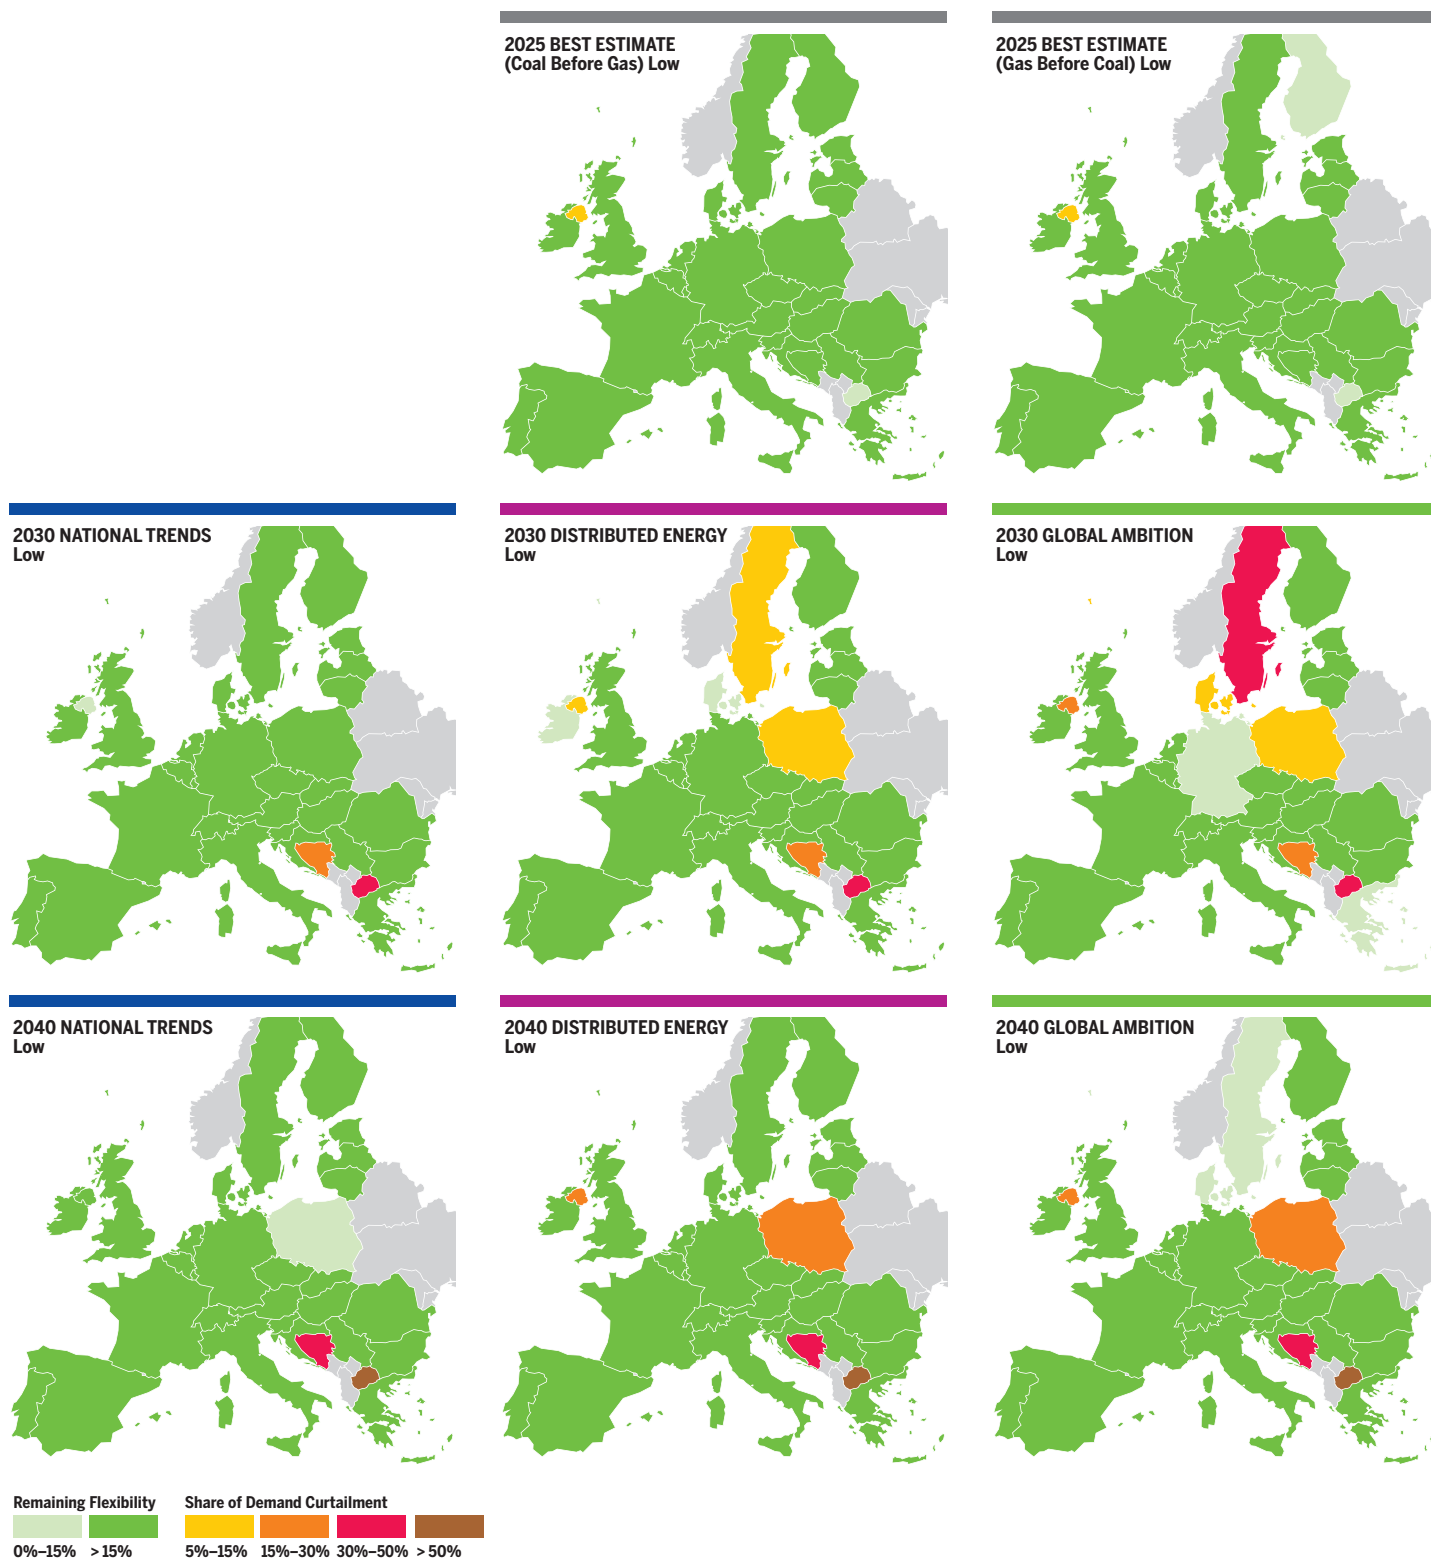 2025 BEST ESTIMATE
(Coal Before Gas) Low
2025 BEST ESTIMATE
(Gas Before Coal) Low
2030 NATIONAL TRENDS
Low
2030 DISTRIBUTED ENERGY
Low
2030 GLOBAL AMBITION
Low
2040 NATIONAL TRENDS
Low
2040 DISTRIBUTED ENERGY
Low
2040 GLOBAL AMBITION
Low
Remaining Flexibility
0%–15% > 15%
Share of Demand Curtailment
5%–15% 15%–30% 30%–50% > 50%